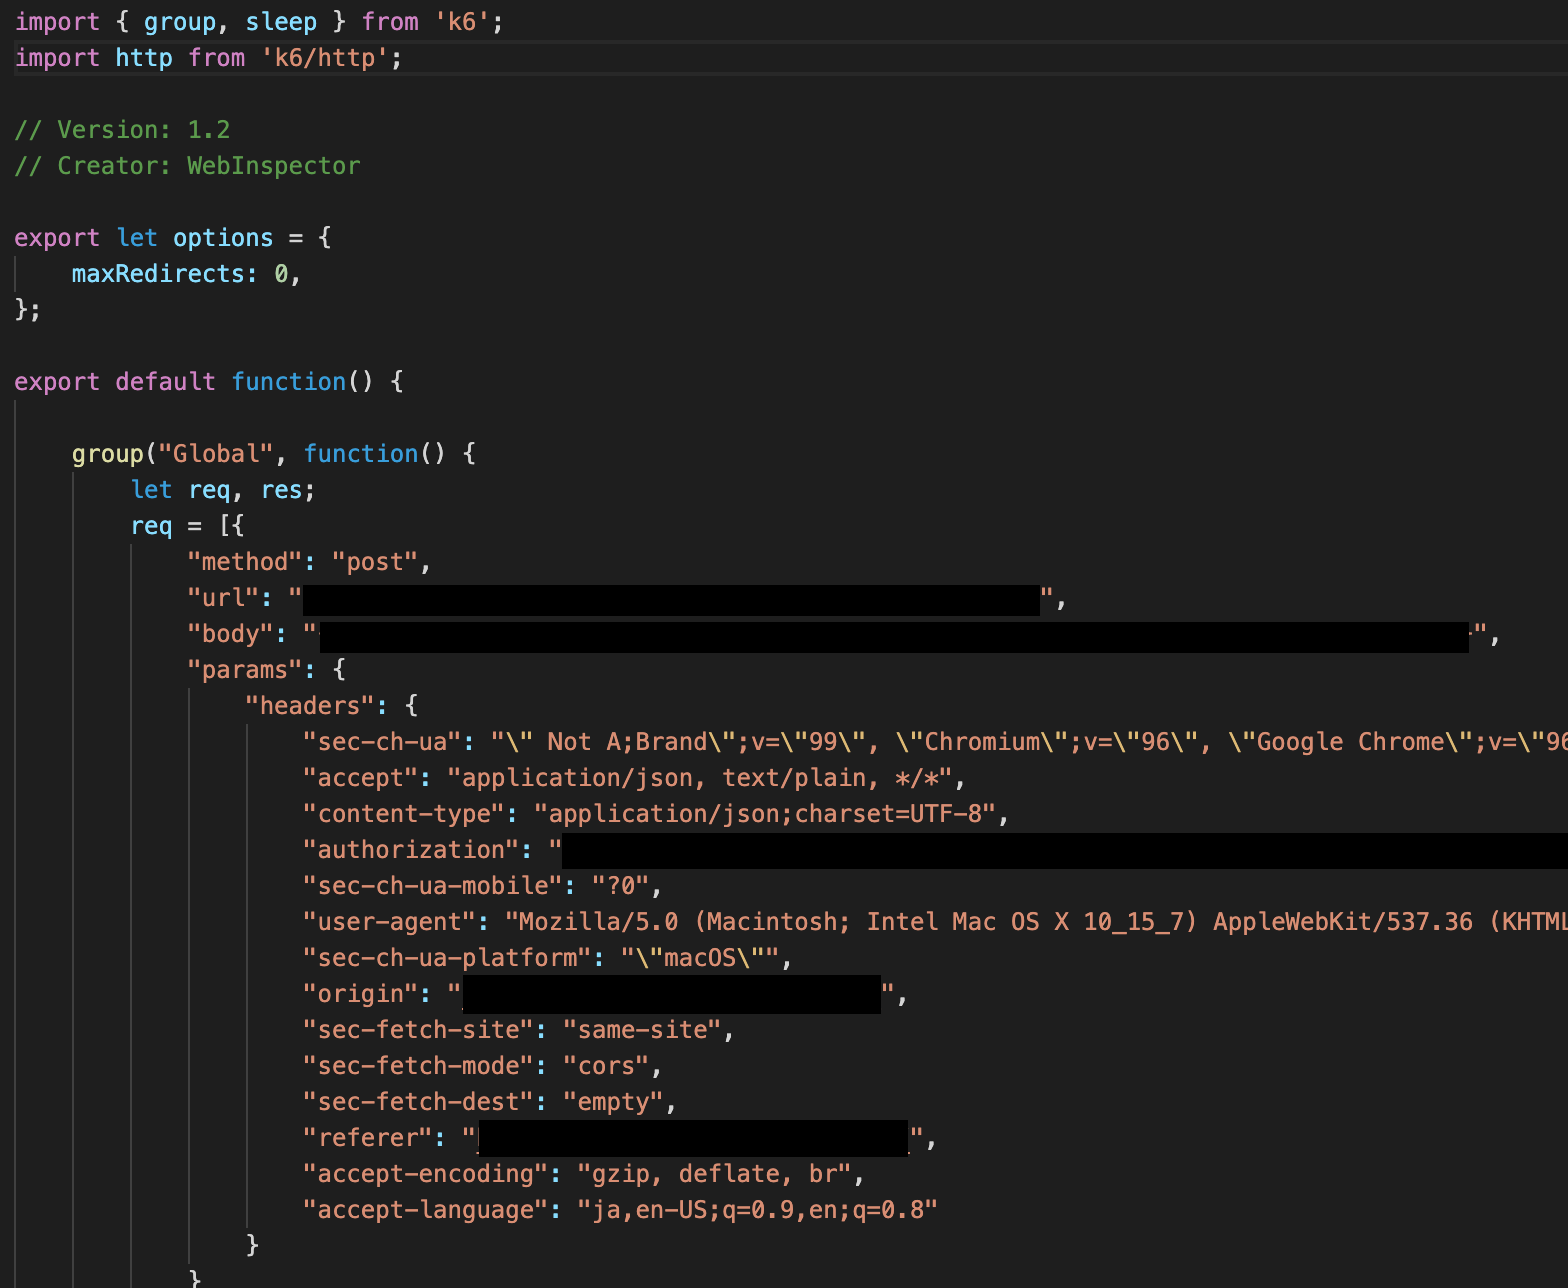 import { group, sleep } from 'k6';
import http from 'k6/http';
// Version: 1.2
// Creator: WebInspector
export let options = {
maxRedirects: 0,
};
export default function() {
group("Global", function() {
let req, res;
req = [{
"method": "post",
"url": "",
"body": "",
"params": {
"headers": {
"sec-ch-ua": "\" Not A;Brand\";v=\"99\", \"Chromium\";v=\"96\", \"Google Chrome\";v=\"96
"accept": "application/json, text/plain, */*",
"content-type": "application/json;charset=UTF-8",
"authorization": "
"sec-ch-ua-mobile": "?0",
"user-agent": "Mozilla/5.0 (Macintosh; Intel Mac OS X 10_15_7) AppleWebKit/537.36 (KHTML
"sec-ch-ua-platform": "\"macOS\"",
"origin": "",
"sec-fetch-site": "same-site",
"sec-fetch-mode": "cors",
"sec-fetch-dest": "empty",
"referer": "",
"accept-encoding": "gzip, deflate, br",
"accept-language": "ja,en-US;q=0.9,en;q=0.8"
}
}